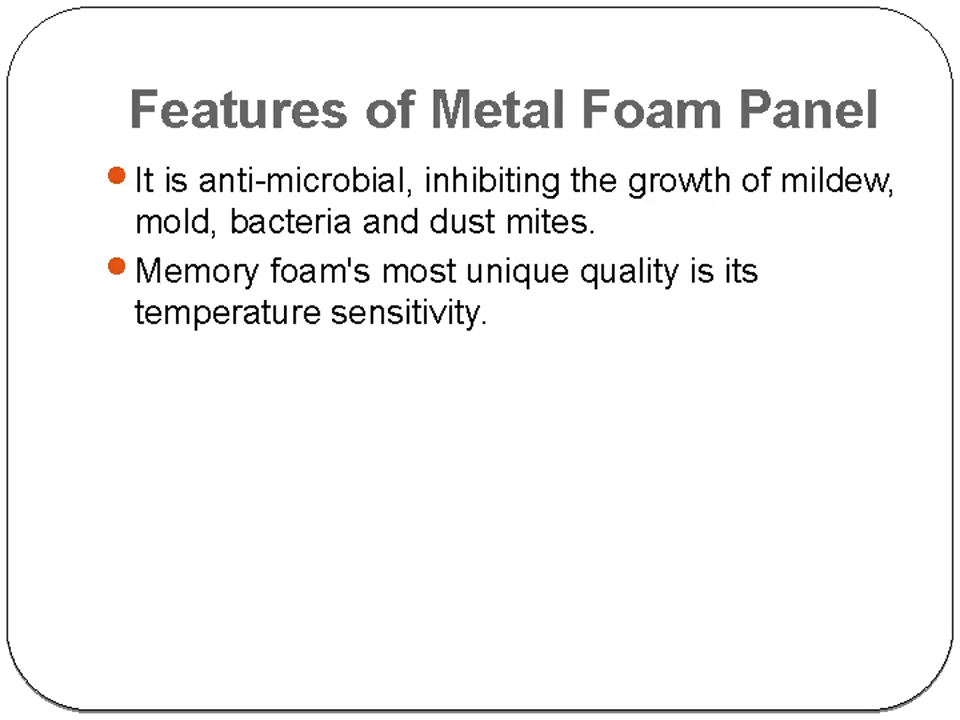 Features of Metal Foam Panel
It is anti-microbial, inhibiting the growth of mildew,
mold, bacteria and dust mites.
Memory foam's most unique quality is its
temperature sensitivity.